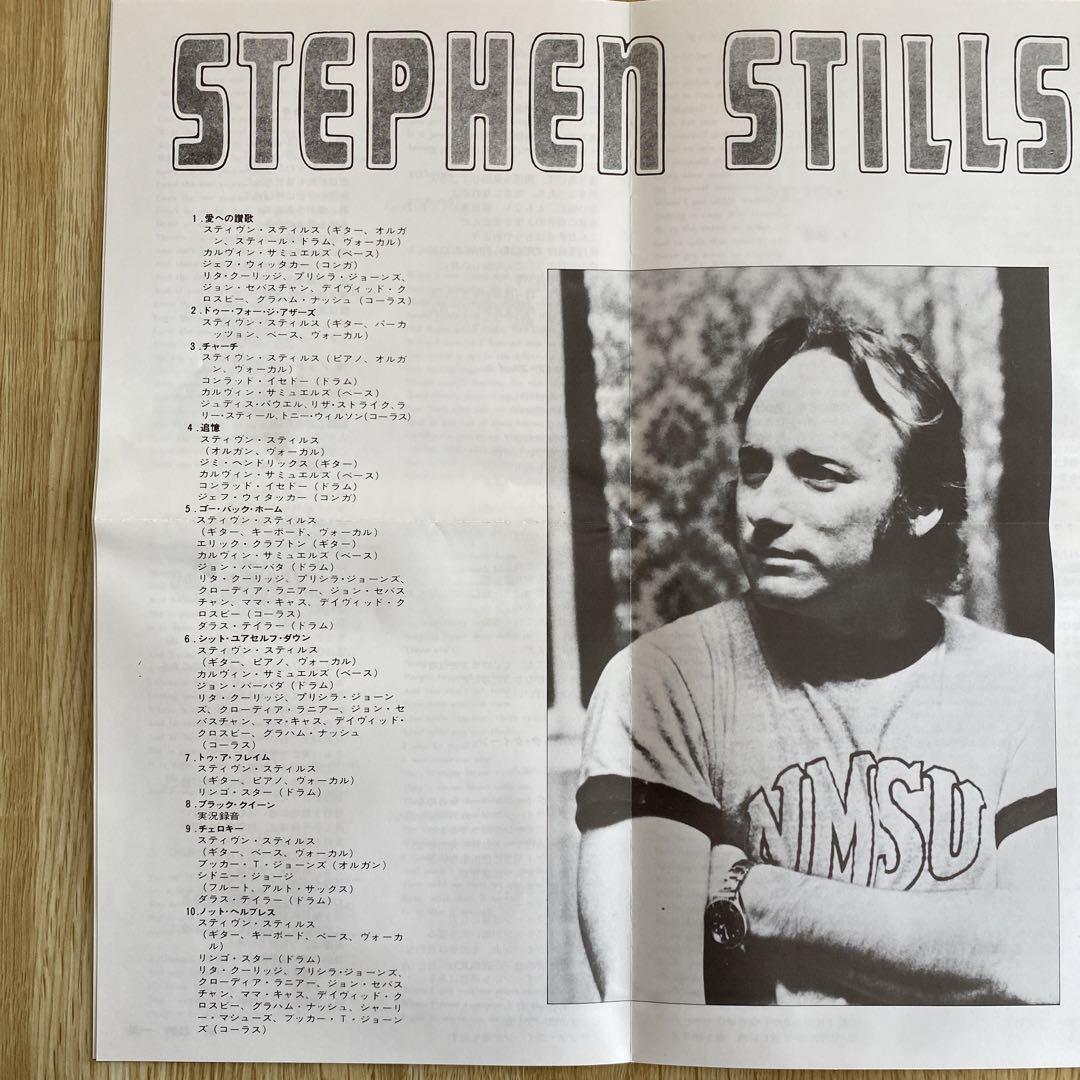 STEPHEN STILLS
1.愛への讃歌
スティヴン・スティルス(ギター、オルガ
ン、スティール・ドラム、ヴォーカル)
カルヴィン・サミュエルズ(ベース)
ジェフ・ウィッタカー(コンガ)
リタ・クーリッジ、プリシラ・ジョーンズ、
ジョン・セバスチャン、デイヴィッド・ク
ロスビー、グラハム・ナッシュ(コーラス)
2.ドゥー・フォー・ジ・アザーズ
スティヴン・スティルス(ギター、パーカ
ッツョン、ベース、ヴォーカル)
3.チャーチ
スティヴン・スティルス(ピアノ、オルガ
ン、ヴォーカル)
コンラッド・イセドー(ドラム)
カルヴィン・サミュエルズ(ベース)
ジュディス・パウエル、リザ・ストライク、ラ
リー・スティール、トニー・ウィルソン(コーラス)
4.追憶
スティヴン・スティルス
(オルガン、ヴォーカル)
ジミ・ヘンドリックス(ギター)
カルヴィン・サミュエルズ(ベース)
コンラッド・イセドー(ドラム)
ジェフ・ウィタッカー(コンガ)
5.ゴー・バック・ホーム
スティヴン・スティルス
(ギター、キーボード、ヴォーカル)
エリック・クラプトン(ギター)
カルヴィン・サミュエルズ(ベース)
ジョン・バーバタ(ドラム)
リタ・クーリッジ、プリシラ・ジョーンズ、
クローディア・ラニアー、ジョン・セバス
チャン、ママ・キャス、デイヴィッド・ク
ロスビー(コーラス)
ダラス・テイラー(ドラム)
6.シット・ユアセルフ・ダウン
スティヴン・スティルス
(ギター、ピアノ、ヴォーカル)
カルヴィン・サミュエルズ(ベース)
ジョン・バーバダ(ドラム)
リタ・クーリッジ、プリシラ・ジョーン
ズ、クローディア・ラニアー、ジョン・セ
バスチャン、ママ・キャス、デイヴィッド・
クロスビー、グラハム・ナッシュ
(コーラス)
7.トゥ・ア・フレイム
スティヴン・スティルス
(ギター、ピアノ、ヴォーカル)
リンゴ・スター(ドラム)
8.ブラック・クイーン
実況録音
9.チェロキー
スティヴン・スティルス
(ギター、ベース、ヴォーカル)
ブッカー・T・ジョーンズ(オルガン)
シドニー・ジョージ
(フルート、アルト・サックス)
ダラス・テイラー(ドラム)
10.ノット・ヘルプレス
スティヴン・スティルス
(ギター、キーボード、ベース、ヴォーカ
ル)
リンゴ・スター(ドラム)
リタ・クーリッジ、プリシラ・ジョーンズ、
クローディア・ラニアー、ジョン・セバス
チャン、ママ・キャス、デイヴィッド・ク
ロスビー、グラハム・ナッシュ、シャーリ
ー・マシューズ、ブッカー・T・ジョーン
ズ(コーラス)
NMSU